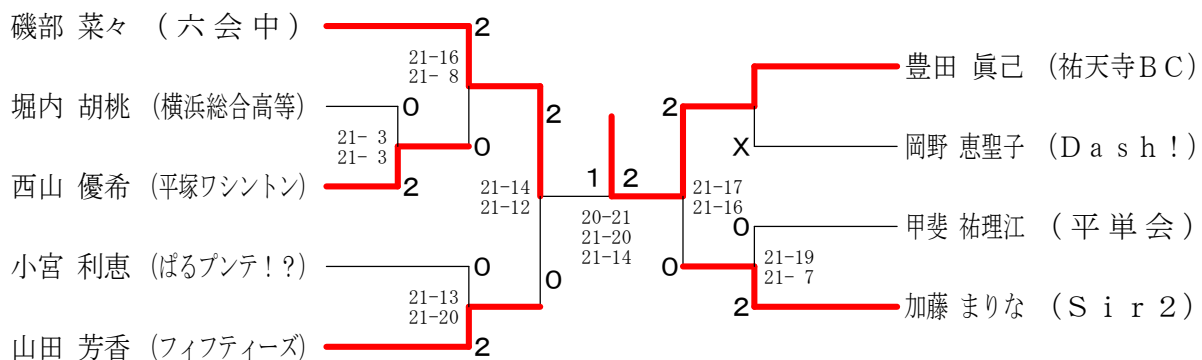 磯部 菜々 (六会中)
2
21-16
21- 8
堀内 胡桃 (横浜総合高等)
0
21- 3
21- 3
0
西山 優希 (平塚ワシントン)
2
2
21-14
21-12
小宮 利恵 (ぱるプンテ！？)
0
21-13
21-20
0
山田 芳香 (フィフティーズ)
2
1 2
20-21
21-20
21-14
豊田 眞己 (祐天寺ＢＣ)
2
X
岡野 恵聖子 (Ｄａｓｈ！)
21-17
21-16
甲斐 祐理江 (平単会)
0
21-19
21- 7
0
加藤 まりな (Ｓｉｒ２)
2